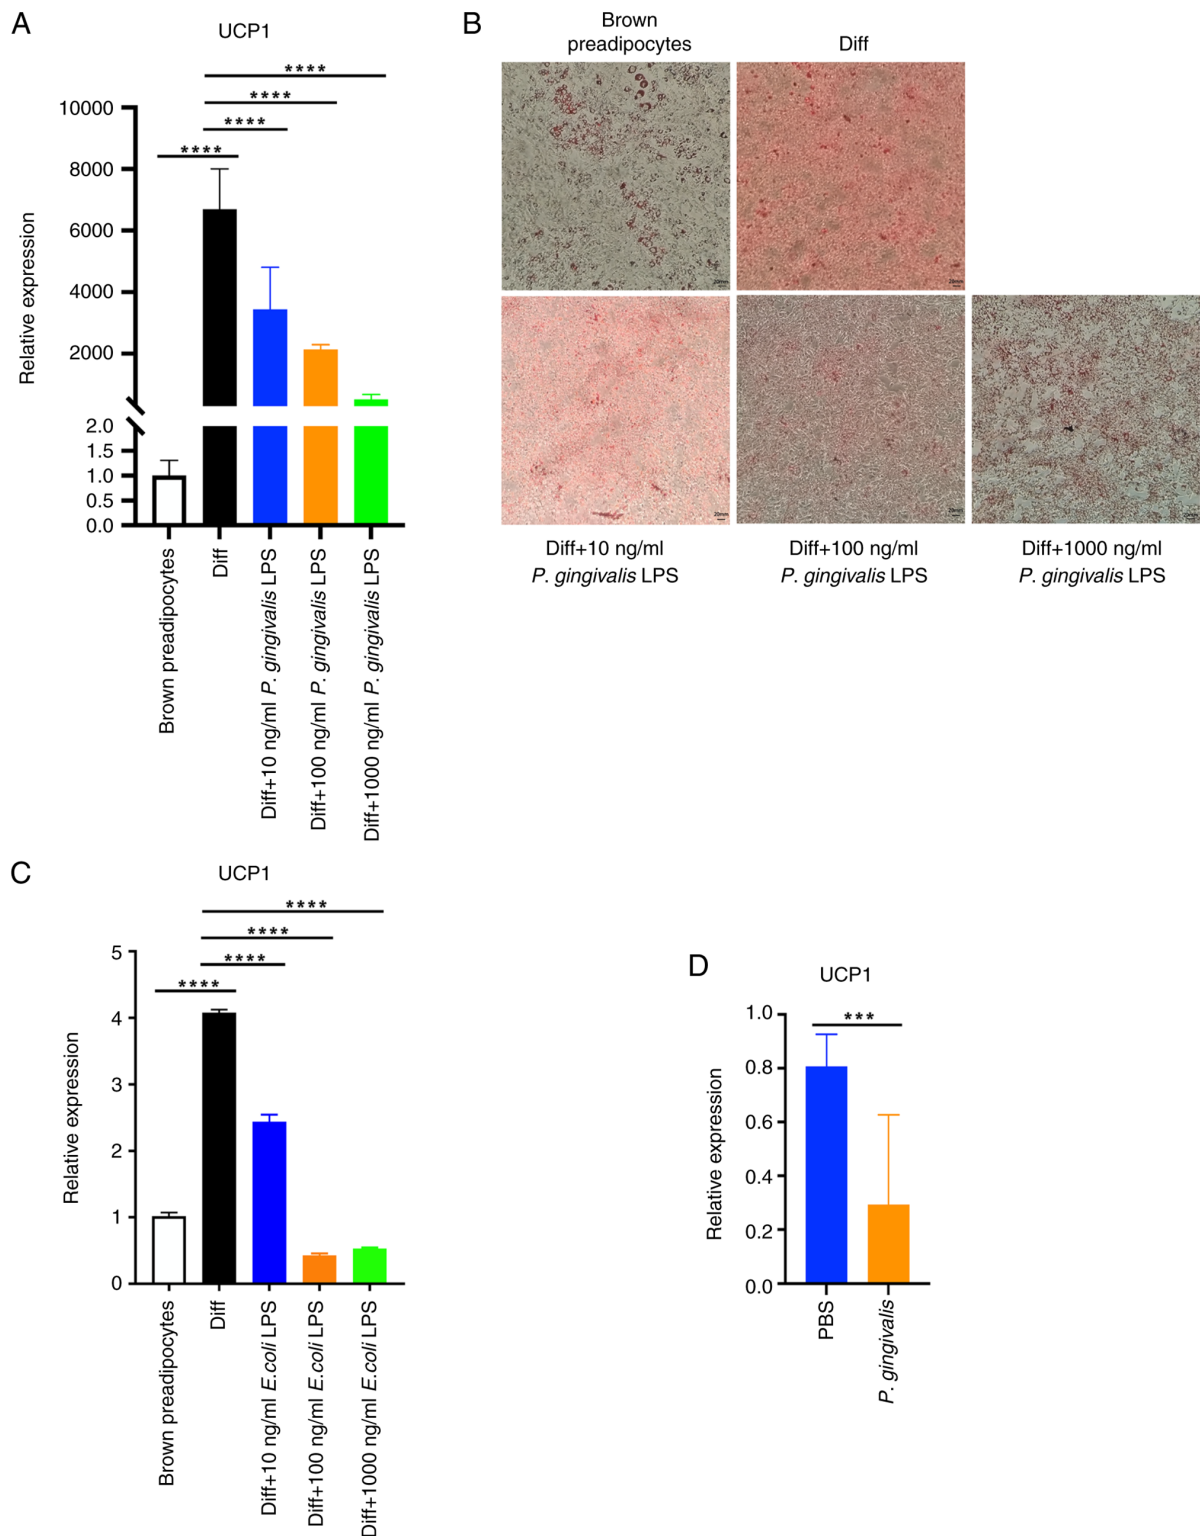 A
UCP1
****
****
****
****
10000
8000
6000
4000
2000
2.0
1.5
1.0
0.5
0.0
Relative expression
Brown preadipocytes
Diff
Diff+10 ng/ml P. gingivalis LPS
Diff+100 ng/ml P. gingivalis LPS
Diff+1000 ng/ml P. gingivalis LPS
B
Brown
preadipocytes
Diff
20mm
20mm
20mm
20mm
Diff+10 ng/ml
P. gingivalis LPS
Diff+100 ng/ml
P. gingivalis LPS
Diff+1000 ng/ml
P. gingivalis LPS
C
UCP1
****
****
****
****
5
4
3
2
1
0
Relative expression
Brown preadipocytes
Diff
Diff+10 ng/ml E.coli LPS
Diff+100 ng/ml E.coli LPS
Diff+1000 ng/ml E.coli LPS
D
UCP1
***
1.0
0.8
0.6
0.4
0.2
0.0
Relative expression
PBS
P. gingivalis